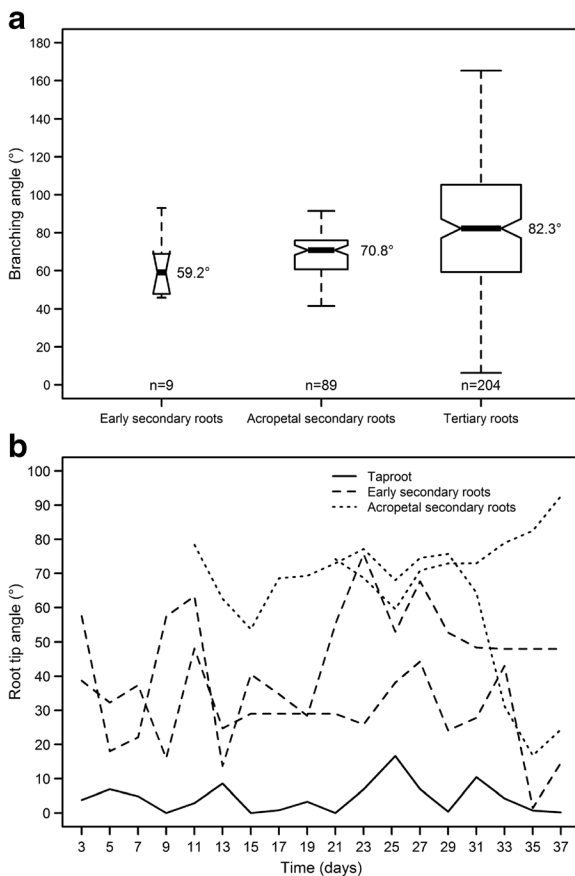 a
Branching angle (°)
180
160
140
120
100
80
60
40
20
0
59.2°
70.8°
82.3°
n=9
n=89
n=204
Early secondary roots
Acropetal secondary roots
Tertiary roots
b
Root tip angle (°)
100
90
80
70
60
50
40
30
20
10
0
Taproot
Early secondary roots
Acropetal secondary roots
3 5 7 9 11 13 15 17 19 21 23 25 27 29 31 33 35 37
Time (days)